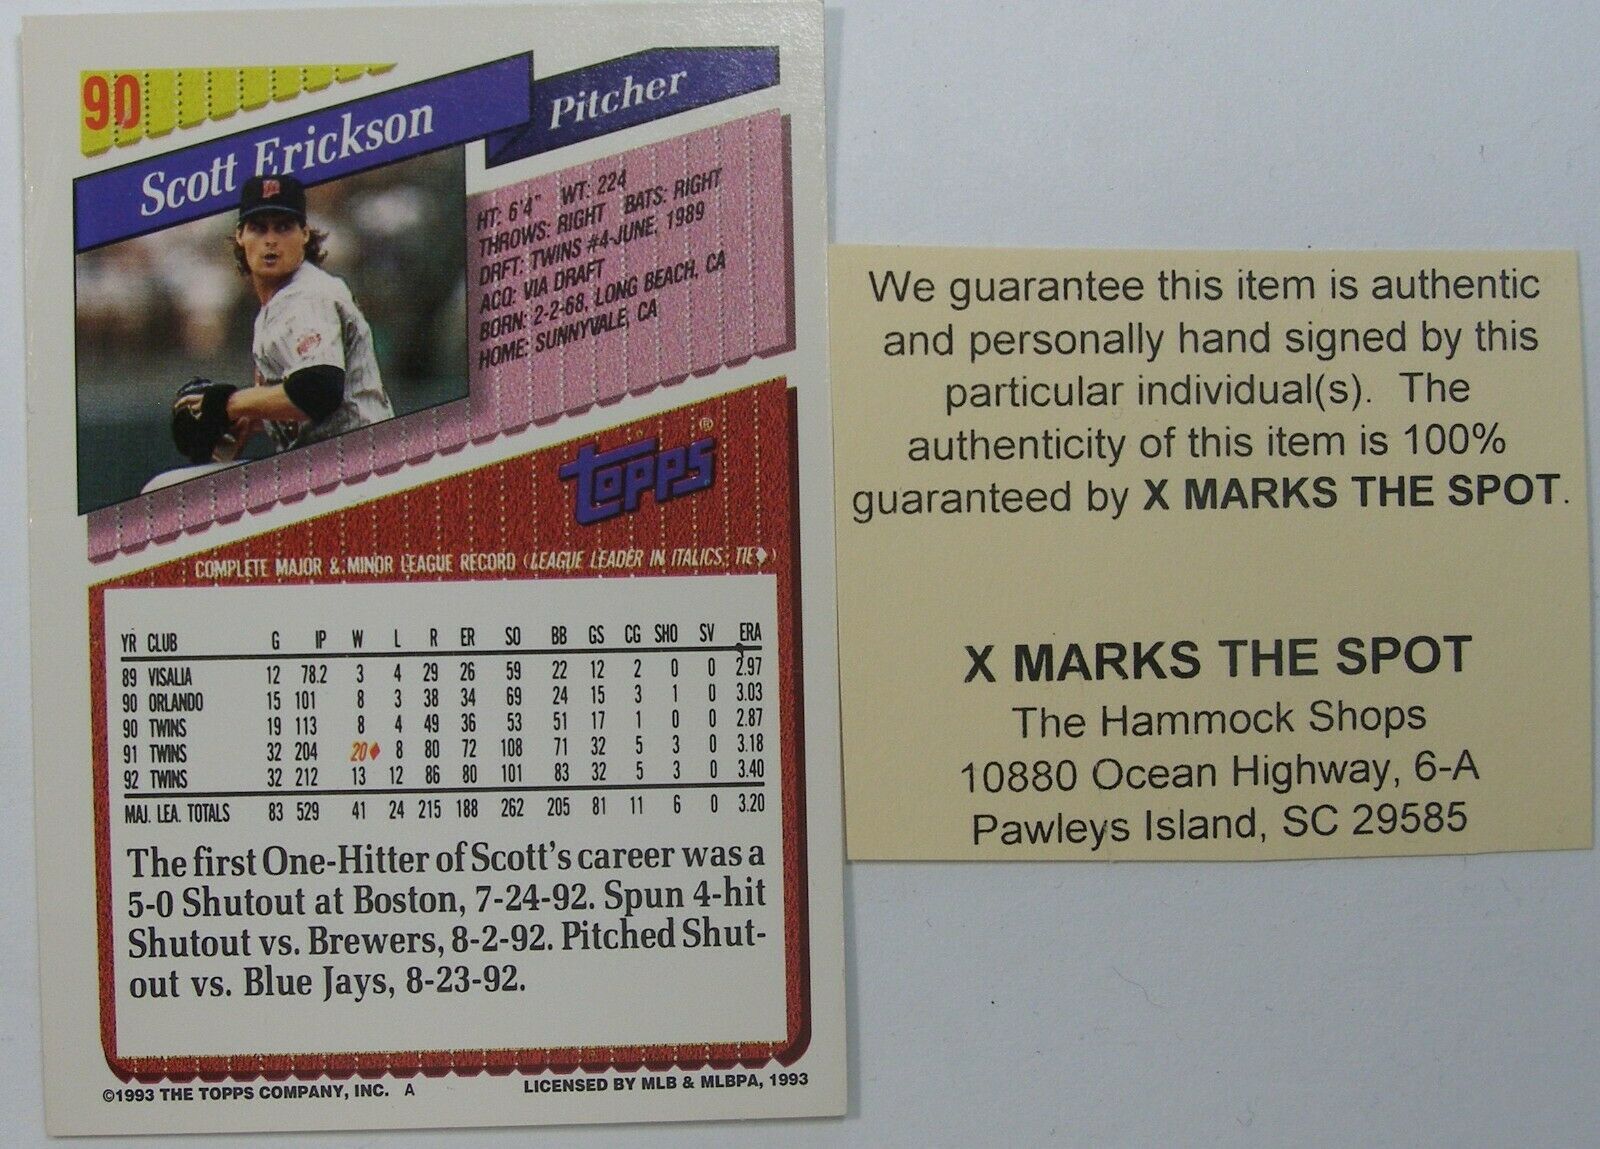 90
Scott Erickson
Pitcher
HT: 6'4" WT: 224
THROWS: RIGHT BATS: RIGHT
DRFT: TWINS #4-JUNE, 1989
ACQ: VIA DRAFT
BORN: 2-2-68, LONG BEACH, CA
HOME: SUNNYVALE, CA
TOPPS®
COMPLETE MAJOR & MINOR LEAGUE RECORD (LEAGUE LEADER IN ITALICS, TIE♦)
YR CLUB G IP W L R ER SO BB GS CG SHO SV ERA
89 VISALIA 12 78.2 3 4 29 26 59 22 12 2 0 0 2.97
90 ORLANDO 15 101 8 3 38 34 69 24 15 3 1 0 3.03
90 TWINS 19 113 8 4 49 36 53 51 17 1 0 0 2.87
91 TWINS 32 204 20♦ 8 80 72 108 71 32 5 3 0 3.18
92 TWINS 32 212 13 12 86 80 101 83 32 5 3 0 3.40
MAJ. LEA. TOTALS 83 529 41 24 215 188 262 205 81 11 6 0 3.20
The first One-Hitter of Scott's career was a
5-0 Shutout at Boston, 7-24-92. Spun 4-hit
Shutout vs. Brewers, 8-2-92. Pitched Shut-
out vs. Blue Jays, 8-23-92.
©1993 THE TOPPS COMPANY, INC. A
LICENSED BY MLB & MLBPA, 1993
We guarantee this item is authentic
and personally hand signed by this
particular individual(s). The
authenticity of this item is 100%
guaranteed by X MARKS THE SPOT.
X MARKS THE SPOT
The Hammock Shops
10880 Ocean Highway, 6-A
Pawleys Island, SC 29585